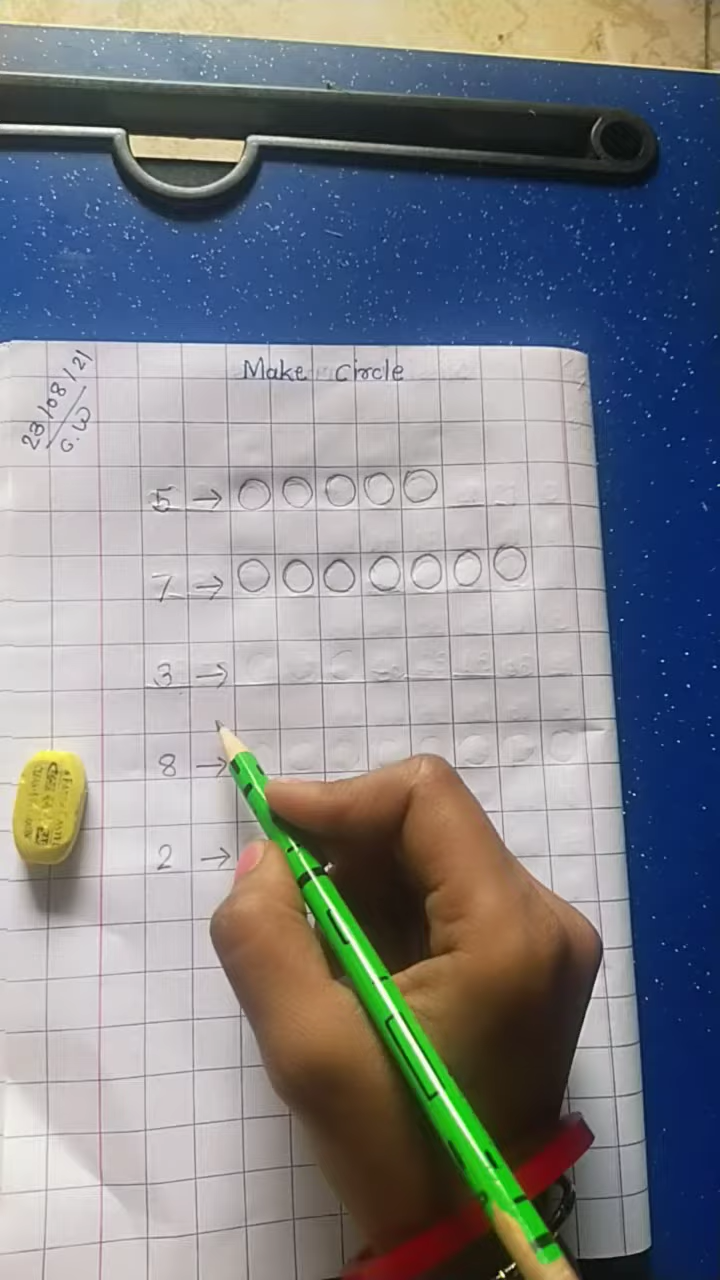 Make Circle
23/08/21
C.W
5 → ○○○○○
7 → ○○○○○○○
3 →
8 →
2 →